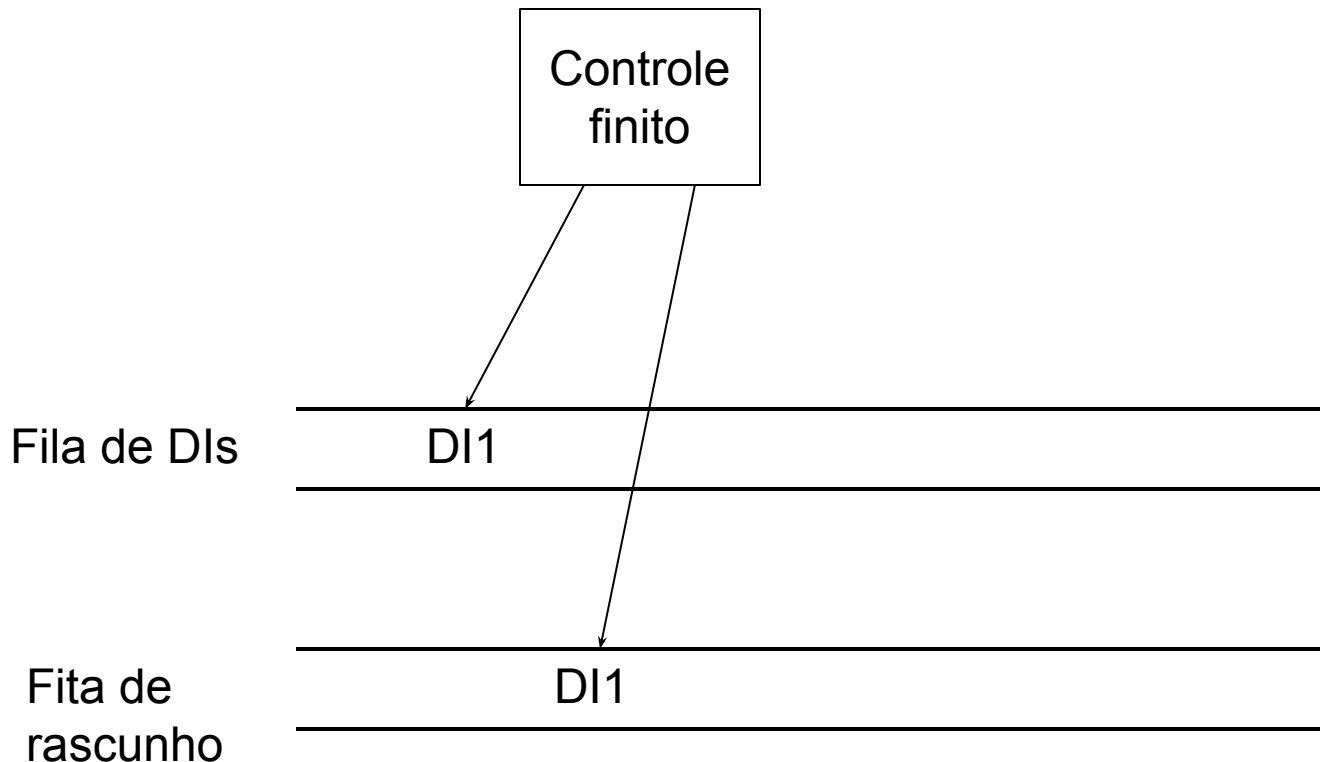 Controle
finito
Fila de DIs
DI1
Fita de
rascunho
DI1